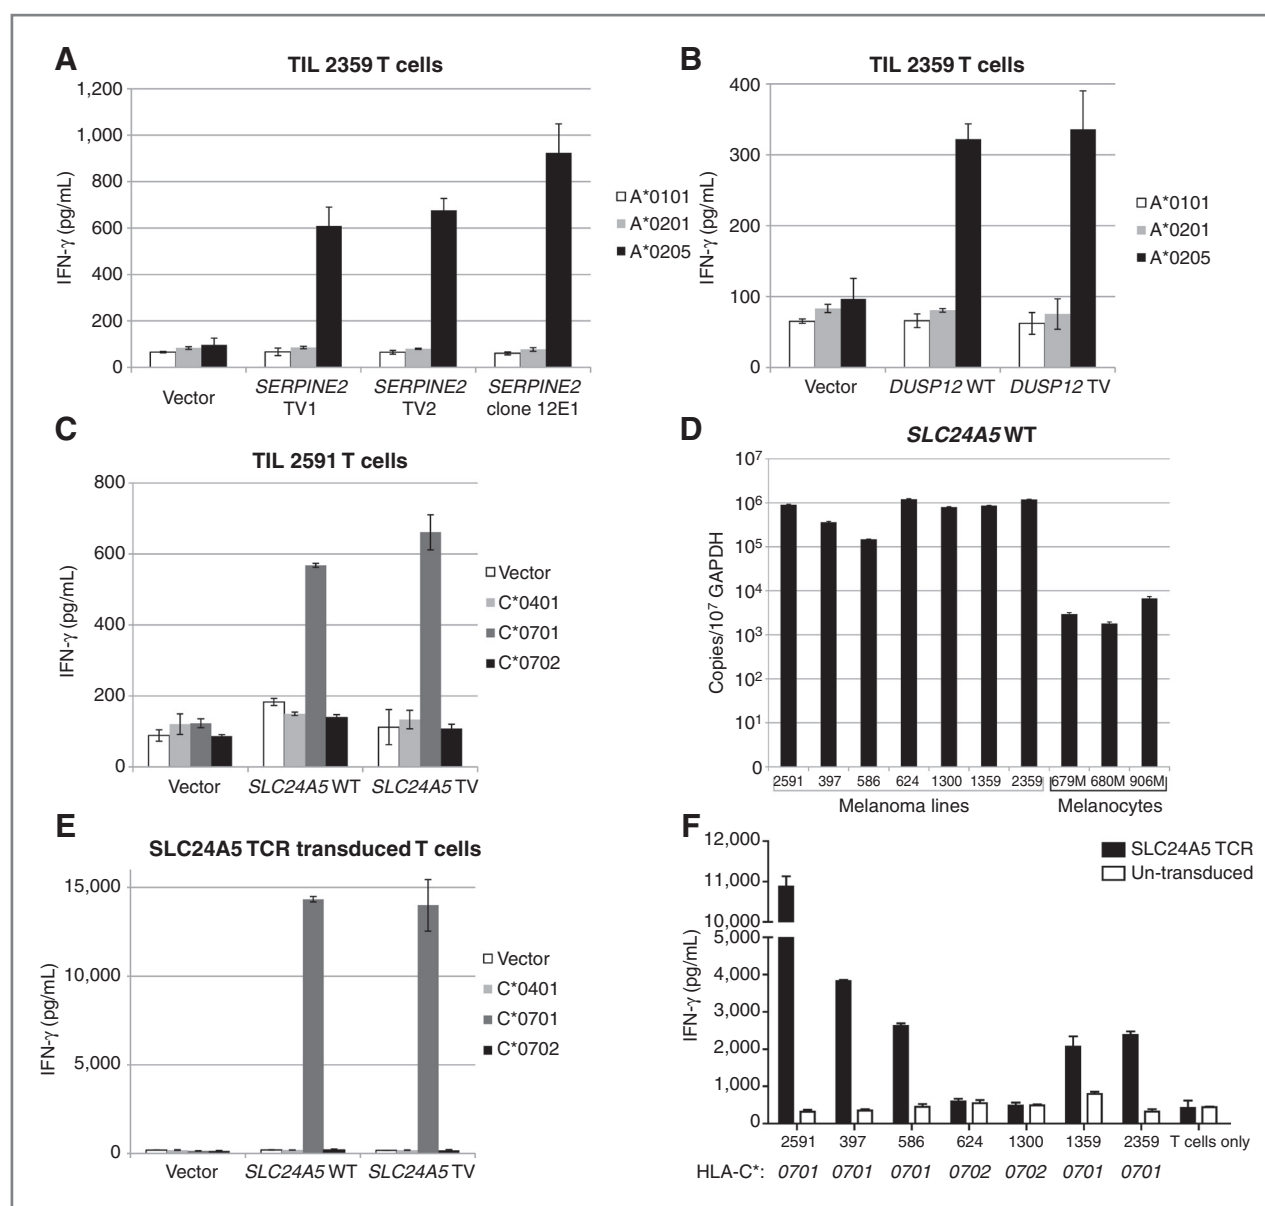 A
TIL 2359 T cells
IFN-γ (pg/mL)
1,200
1,000
800
600
400
200
0
Vector
SERPINE2 TV1
SERPINE2 TV2
SERPINE2 clone 12E1
A*0101
A*0201
A*0205
B
TIL 2359 T cells
IFN-γ (pg/mL)
400
300
200
100
0
Vector
DUSP12 WT
DUSP12 TV
A*0101
A*0201
A*0205
C
TIL 2591 T cells
IFN-γ (pg/mL)
800
600
400
200
0
Vector
SLC24A5 WT
SLC24A5 TV
Vector
C*0401
C*0701
C*0702
D
SLC24A5 WT
Copies/10⁷ GAPDH
10⁷
10⁶
10⁵
10⁴
10³
10²
10¹
0
2591 397 586 624 1300 1359 2359 679M 680M 906M
Melanoma lines Melanocytes
E
SLC24A5 TCR transduced T cells
IFN-γ (pg/mL)
15,000
10,000
5,000
0
Vector
SLC24A5 WT
SLC24A5 TV
Vector
C*0401
C*0701
C*0702
F
IFN-γ (pg/mL)
12,000
11,000
10,000
5,000
4,000
3,000
2,000
1,000
0
SLC24A5 TCR
Un-transduced
2591 397 586 624 1300 1359 2359 T cells only
HLA-C*: 0701 0701 0701 0702 0702 0701 0701